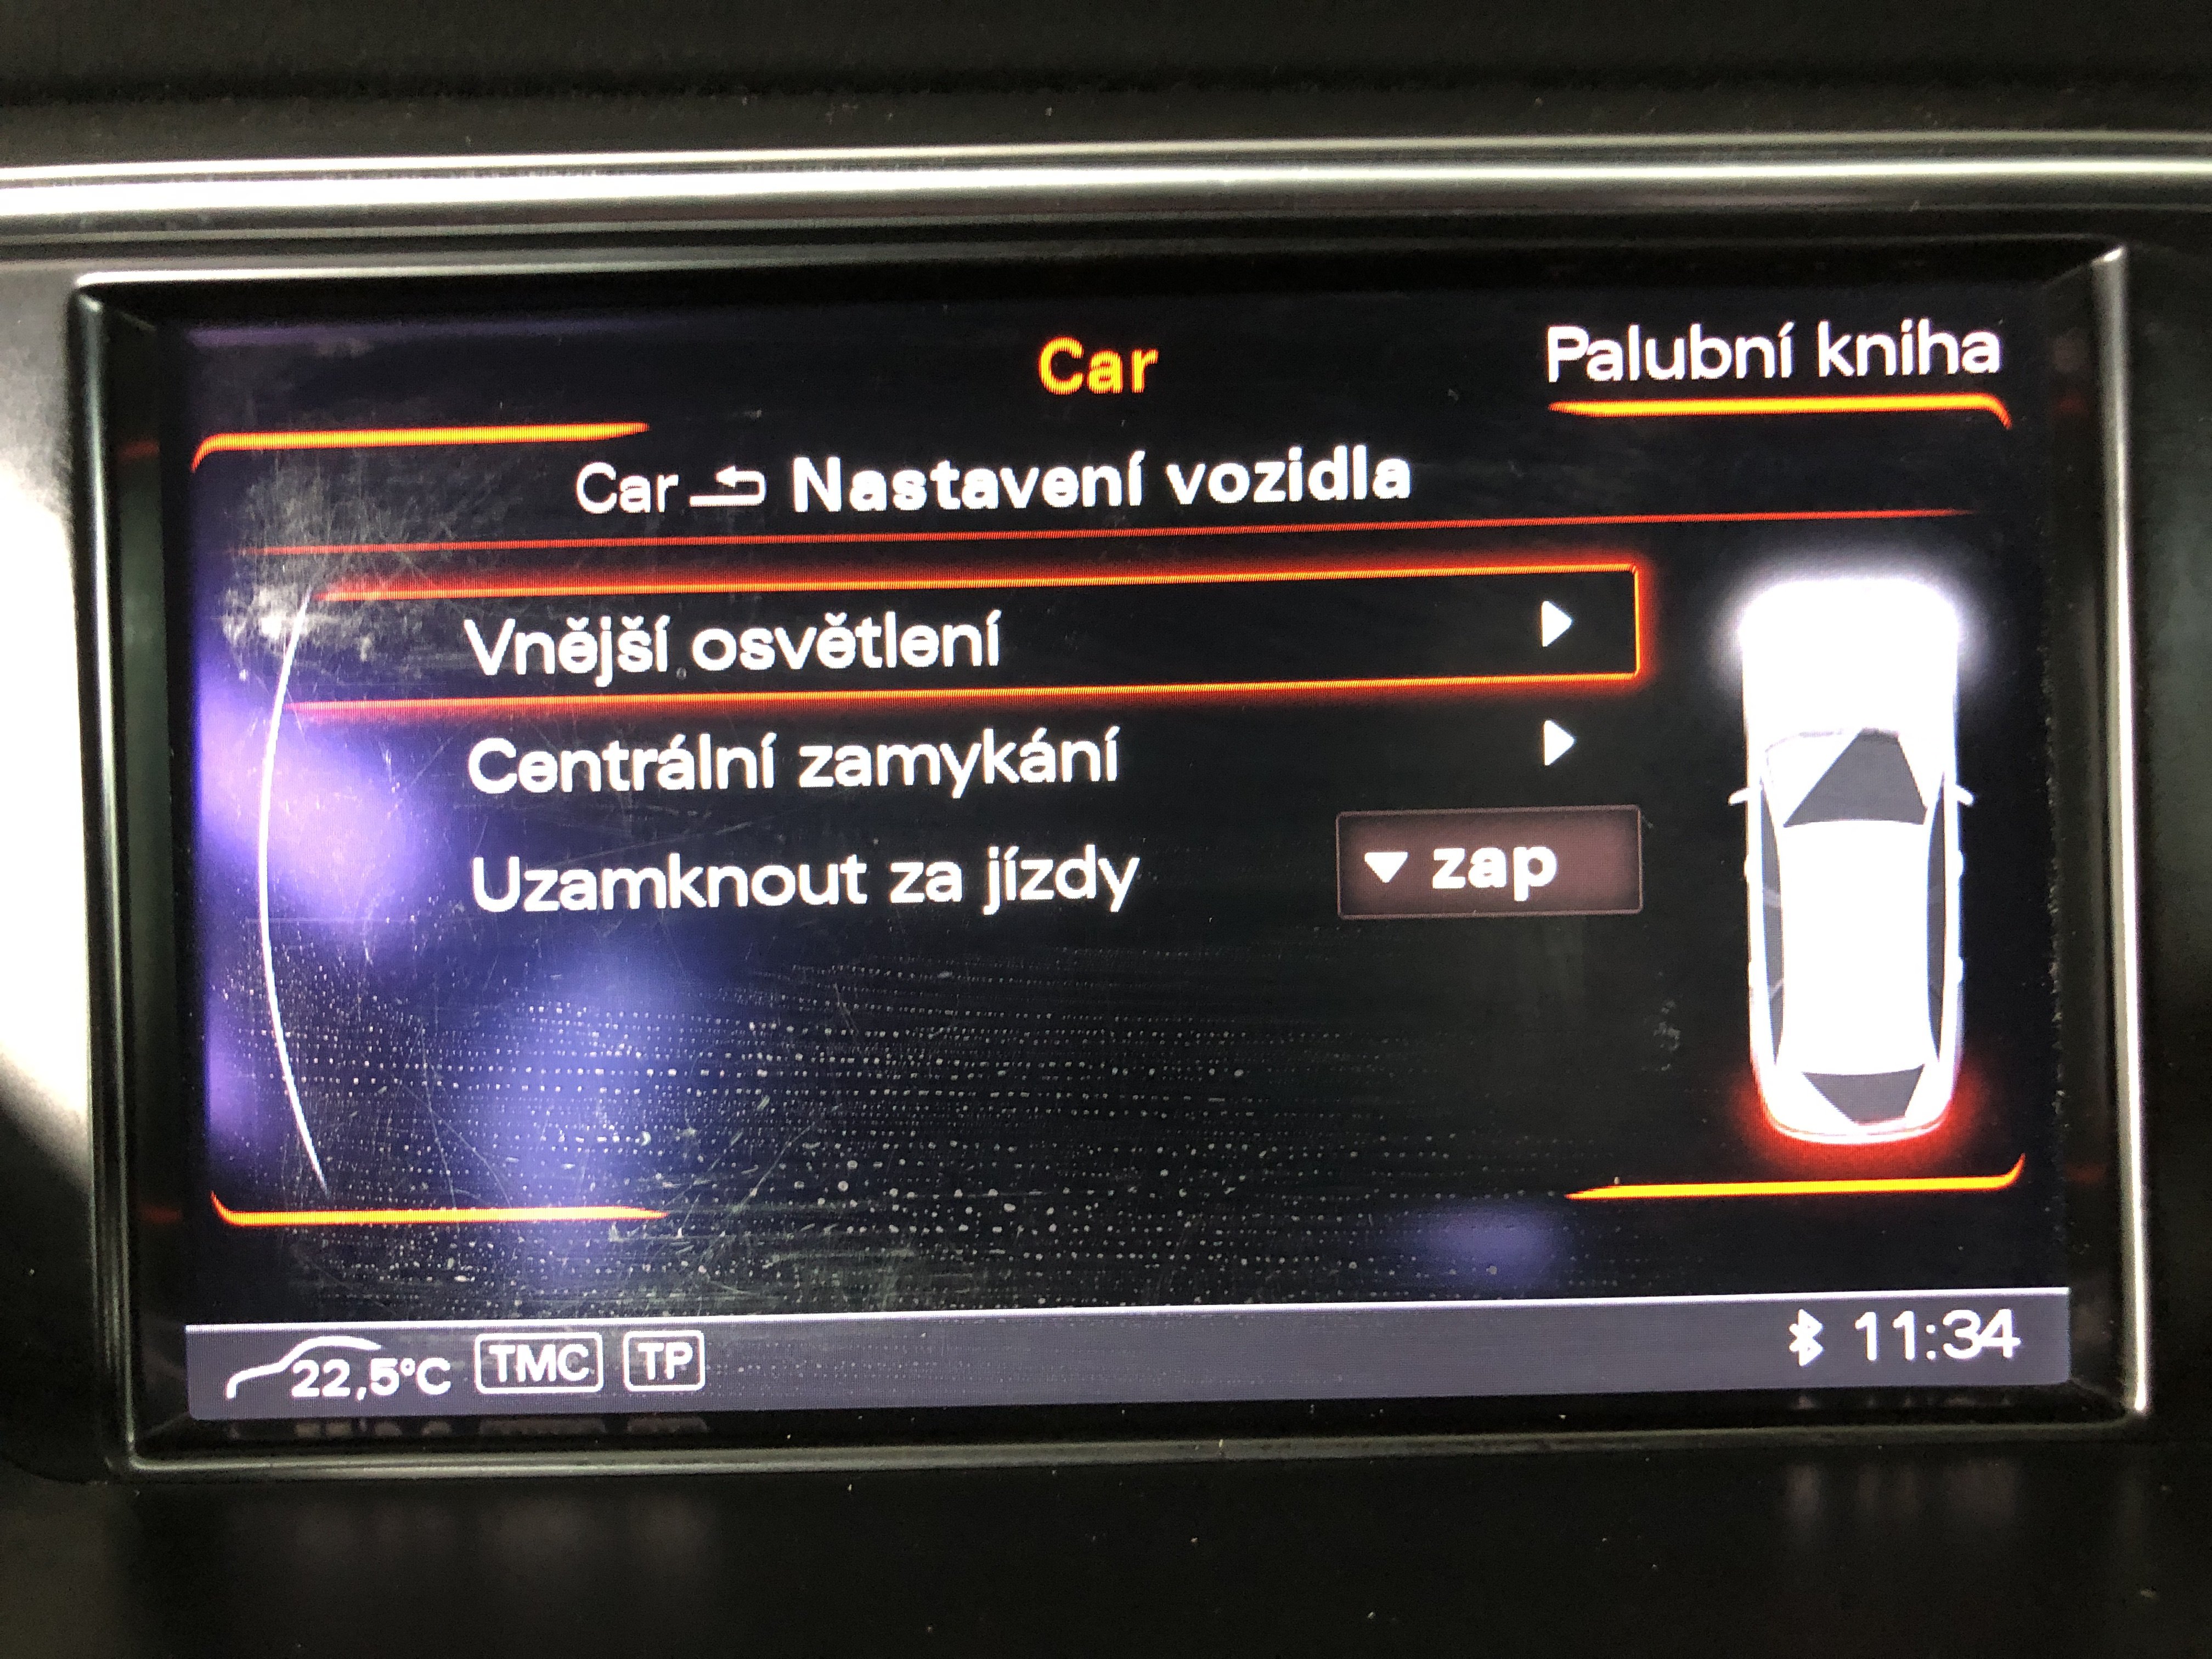 Car
Palubní kniha
Car Nastavení vozidla
Vnější osvětlení
Centrální zamykání
Uzamknout za jízdy zap
22,5°C TMC TP 11:34